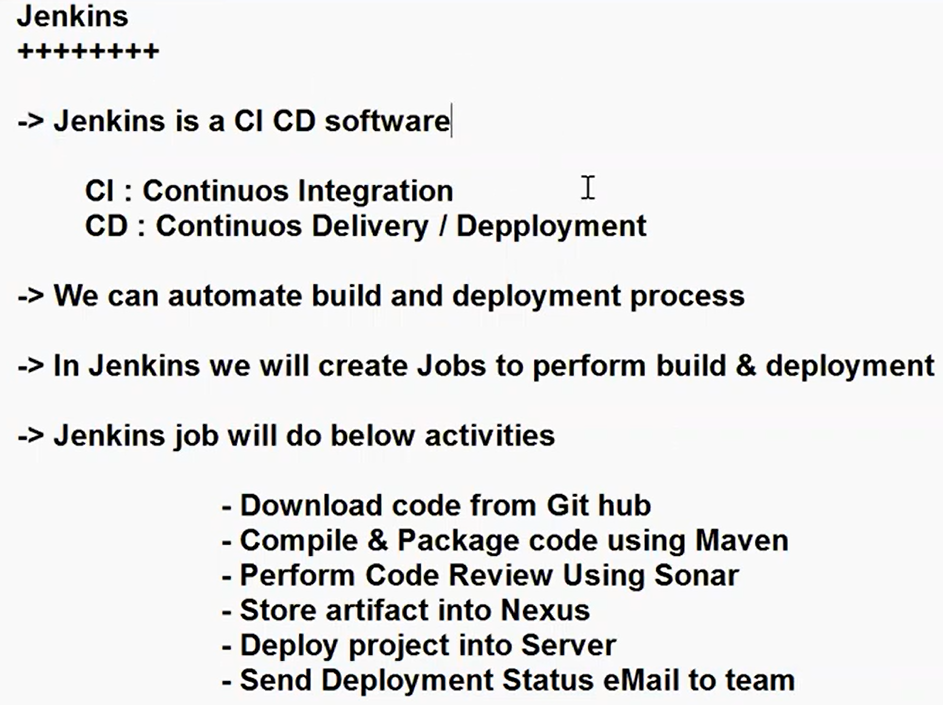 Jenkins
++++++++
-> Jenkins is a CI CD software
CI : Continuos Integration
CD : Continuos Delivery / Depployment
-> We can automate build and deployment process
-> In Jenkins we will create Jobs to perform build & deployment
-> Jenkins job will do below activities
- Download code from Git hub
- Compile & Package code using Maven
- Perform Code Review Using Sonar
- Store artifact into Nexus
- Deploy project into Server
- Send Deployment Status eMail to team